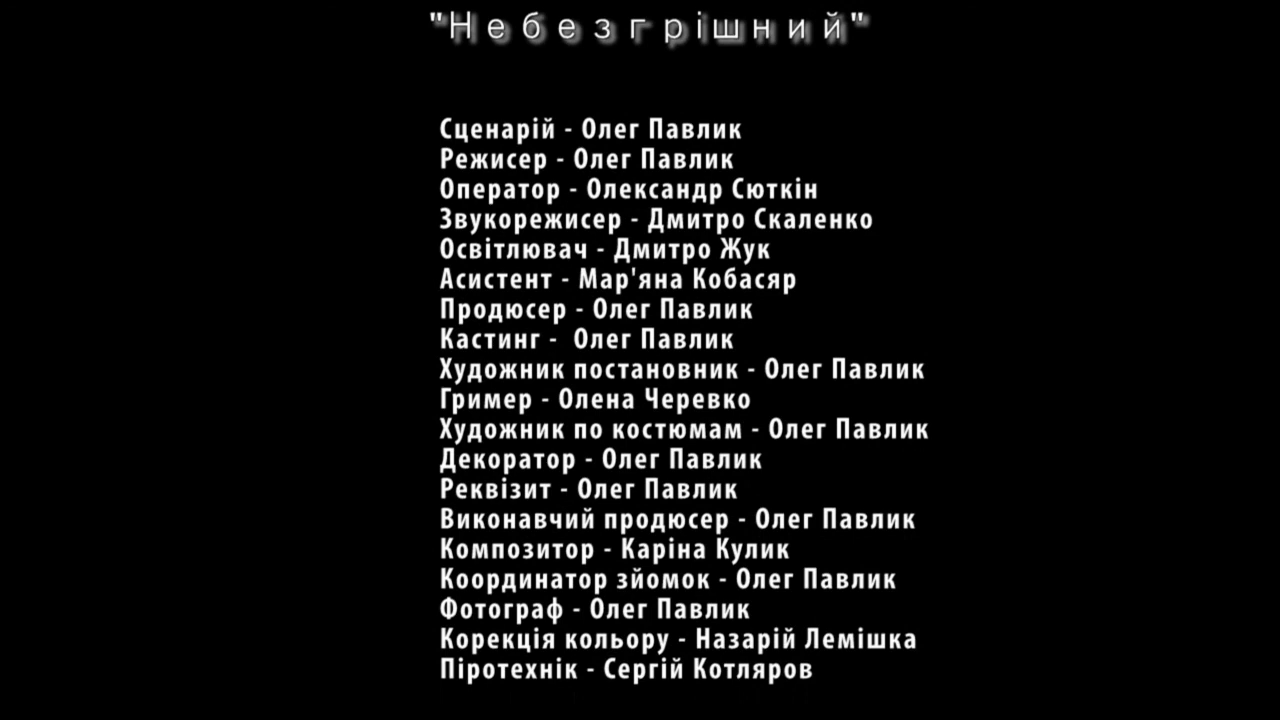 "Небезгрішний"
Сценарій - Олег Павлик
Режисер - Олег Павлик
Оператор - Олександр Сюткін
Звукорежисер - Дмитро Скаленко
Освітлювач - Дмитро Жук
Асистент - Мар'яна Кобасяр
Продюсер - Олег Павлик
Кастинг -  Олег Павлик
Художник постановник - Олег Павлик
Гример - Олена Черевко
Художник по костюмам - Олег Павлик
Декоратор - Олег Павлик
Реквізит - Олег Павлик
Виконавчий продюсер - Олег Павлик
Композитор - Каріна Кулик
Координатор зйомок - Олег Павлик
Фотограф - Олег Павлик
Корекція кольору - Назарій Лемішка
Піротехнік - Сергій Котляров